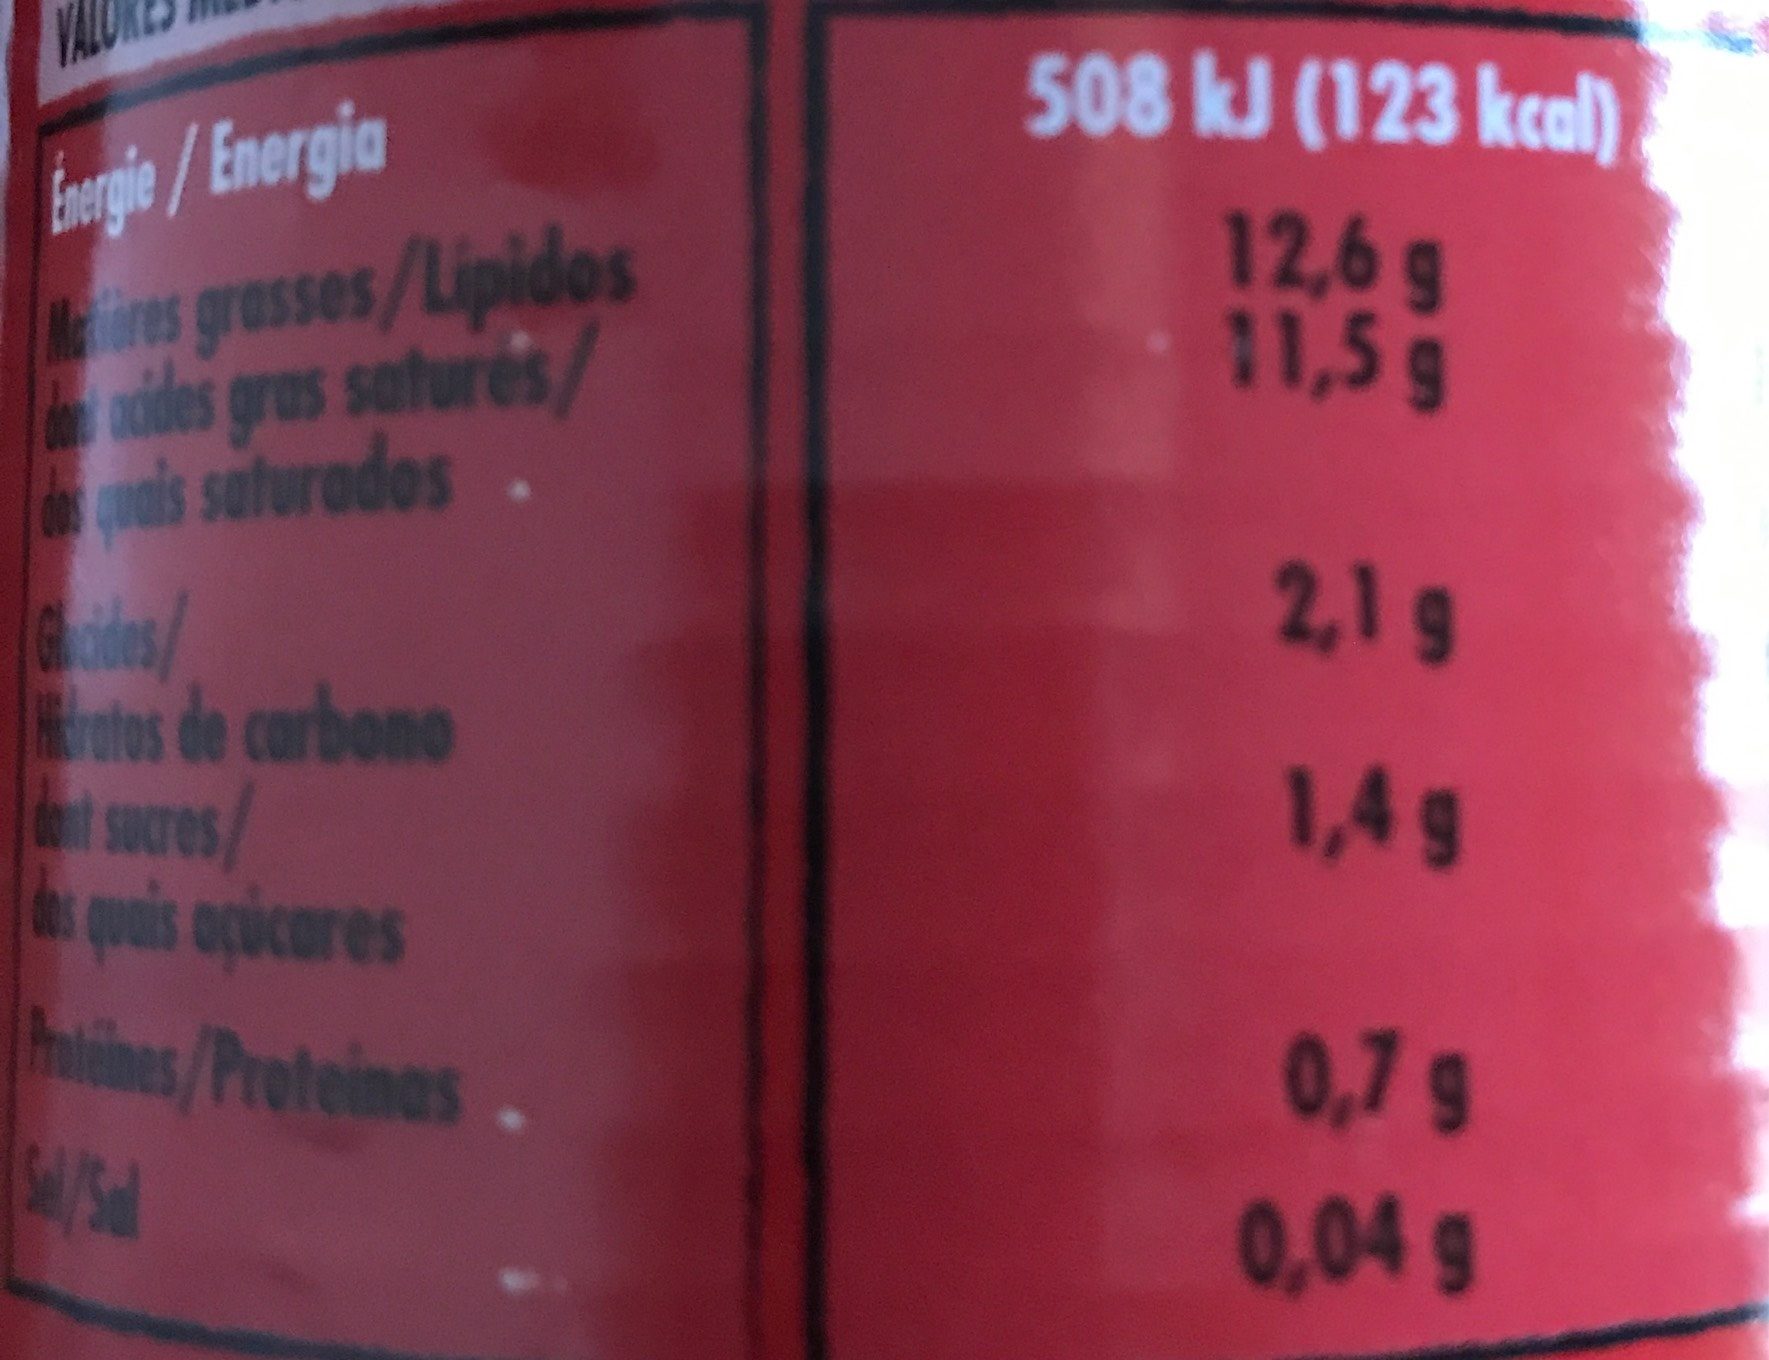 VALORES
Énergie / Energia 508 kJ (123 kcal)
Matières grasses/Lípidos 12,6 g
dont acides gras saturés/ 11,5 g
dos quais saturados
Glucides/ 2,1 g
Hidratos de carbono
dont sucres/ 1,4 g
dos quais açúcares
Protéines/Proteínas 0,7 g
Sel/Sal 0,04 g